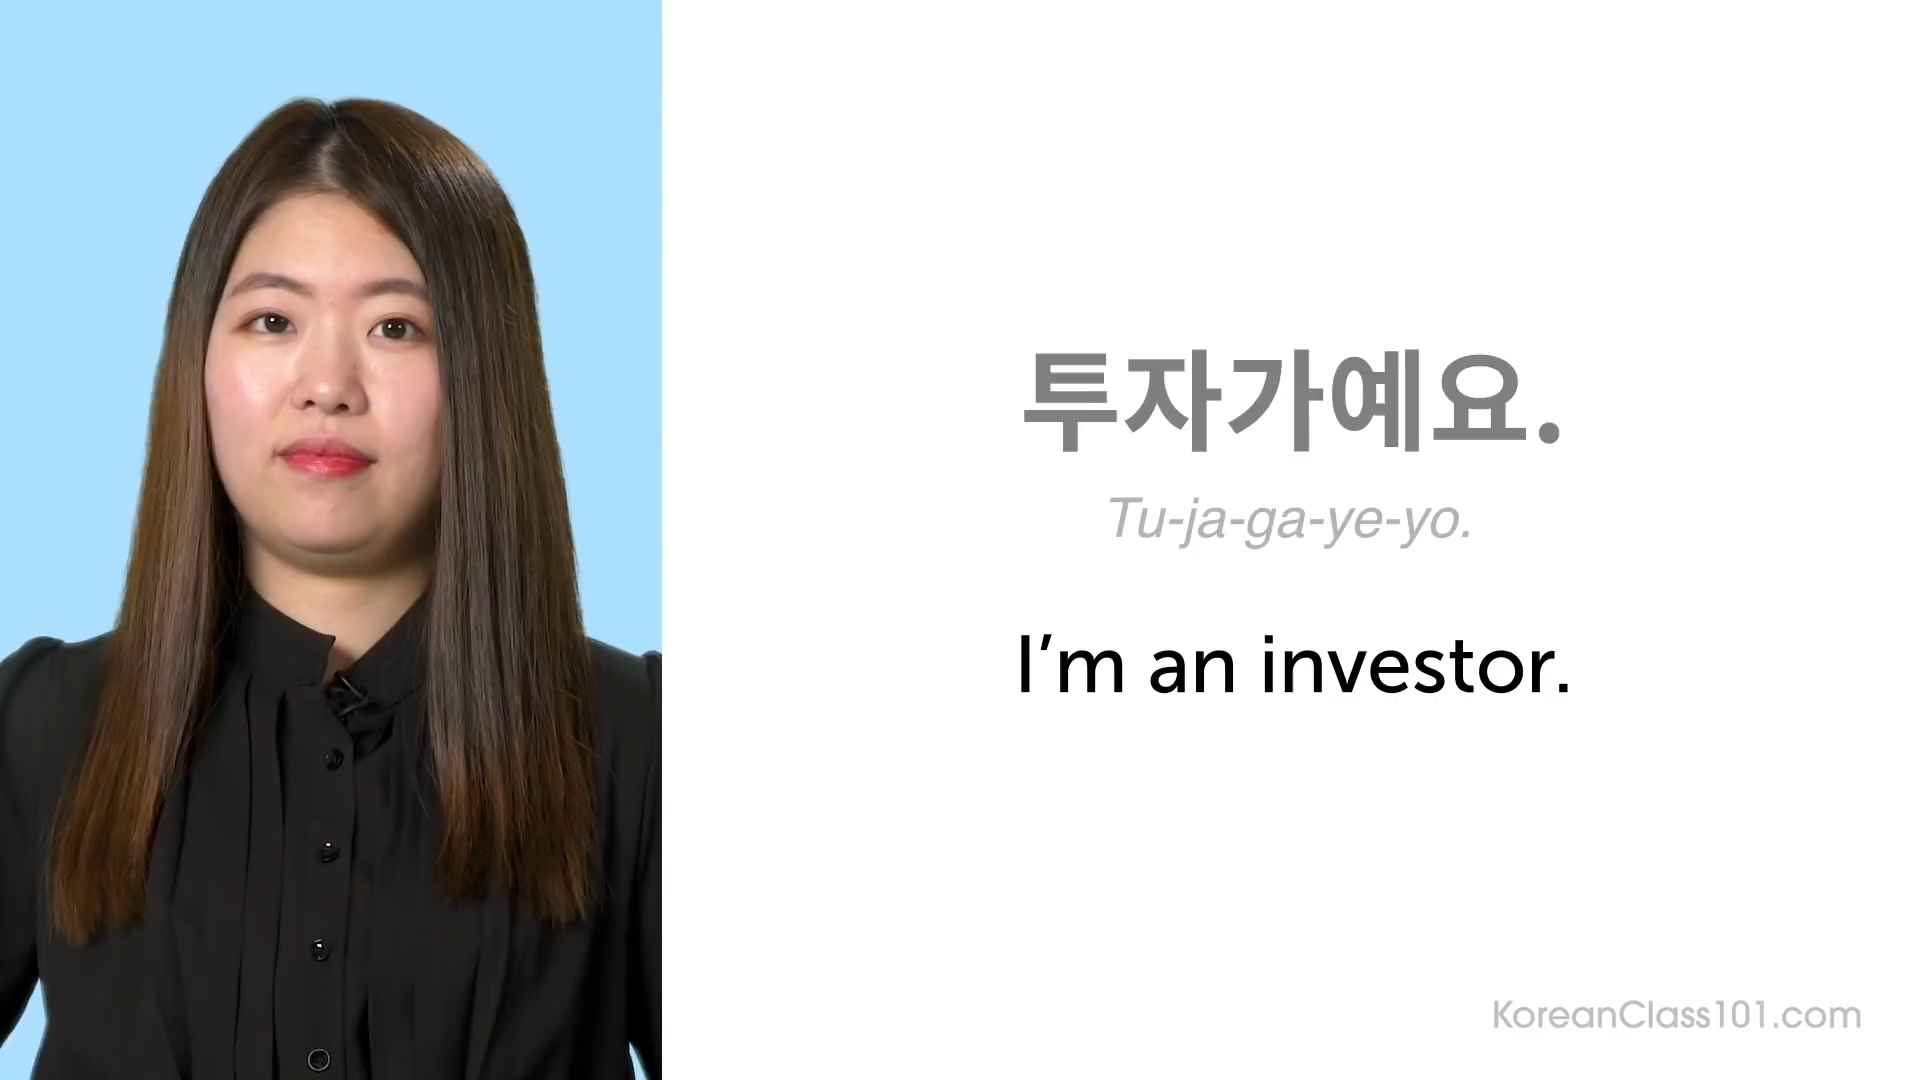 투자가예요.
Tu-ja-ga-ye-yo.
I’m an investor.
KoreanClass101.com